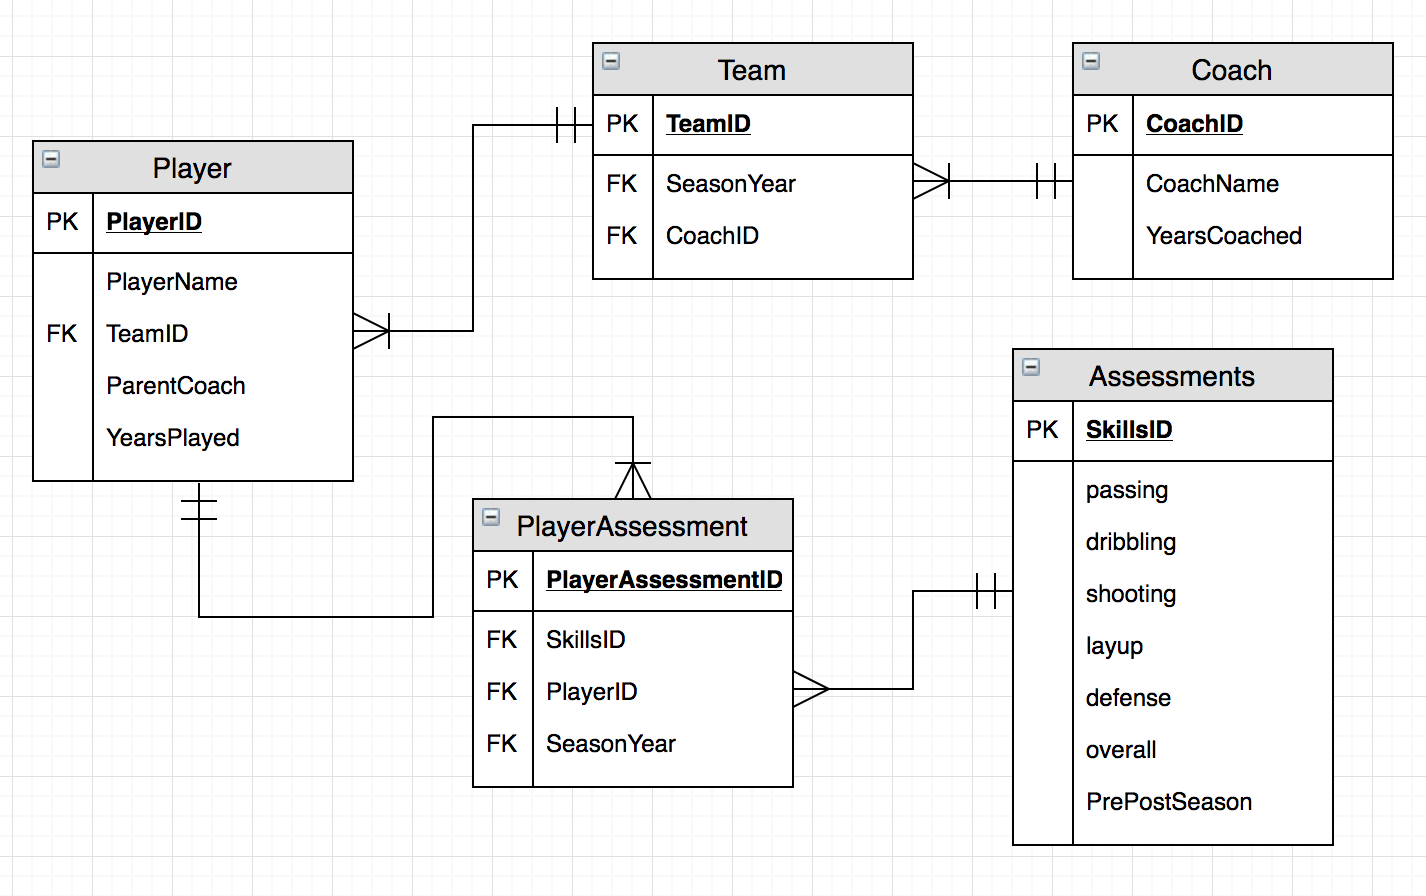 Team
PK TeamID
FK SeasonYear
FK CoachID
Coach
PK CoachID
CoachName
YearsCoached
Player
PK PlayerID
PlayerName
FK TeamID
ParentCoach
YearsPlayed
Assessments
PK SkillsID
passing
dribbling
shooting
layup
defense
overall
PrePostSeason
PlayerAssessment
PK PlayerAssessmentID
FK SkillsID
FK PlayerID
FK SeasonYear